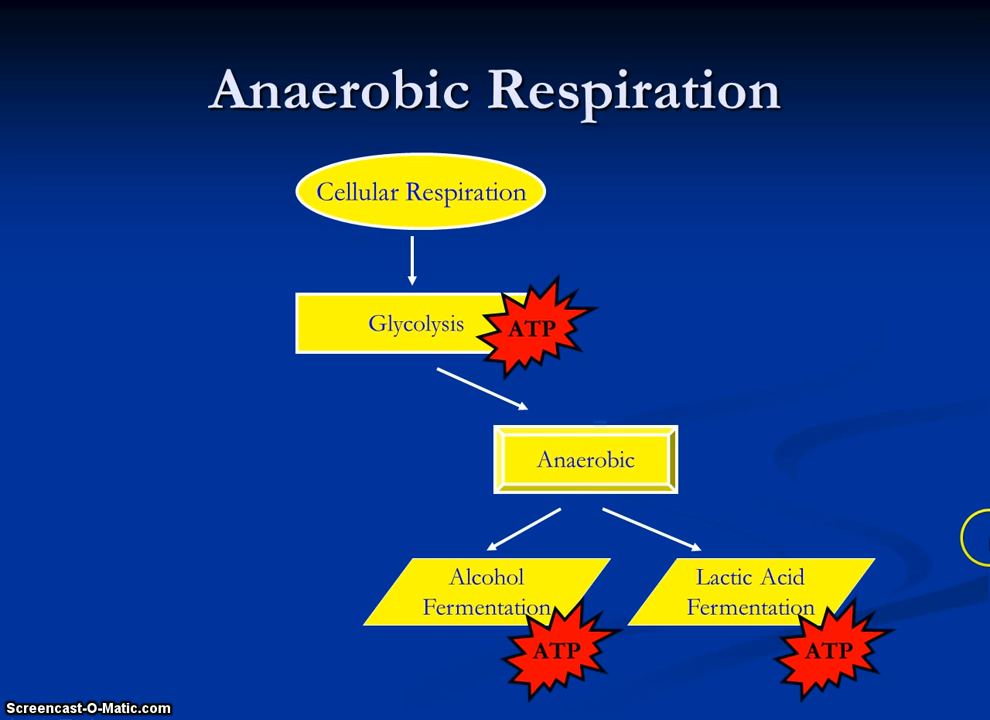 Anaerobic Respiration
Cellular Respiration
Glycolysis
ATP
Anaerobic
Alcohol
Fermentation
ATP
Lactic Acid
Fermentation
ATP
Screencast-O-Matic.com